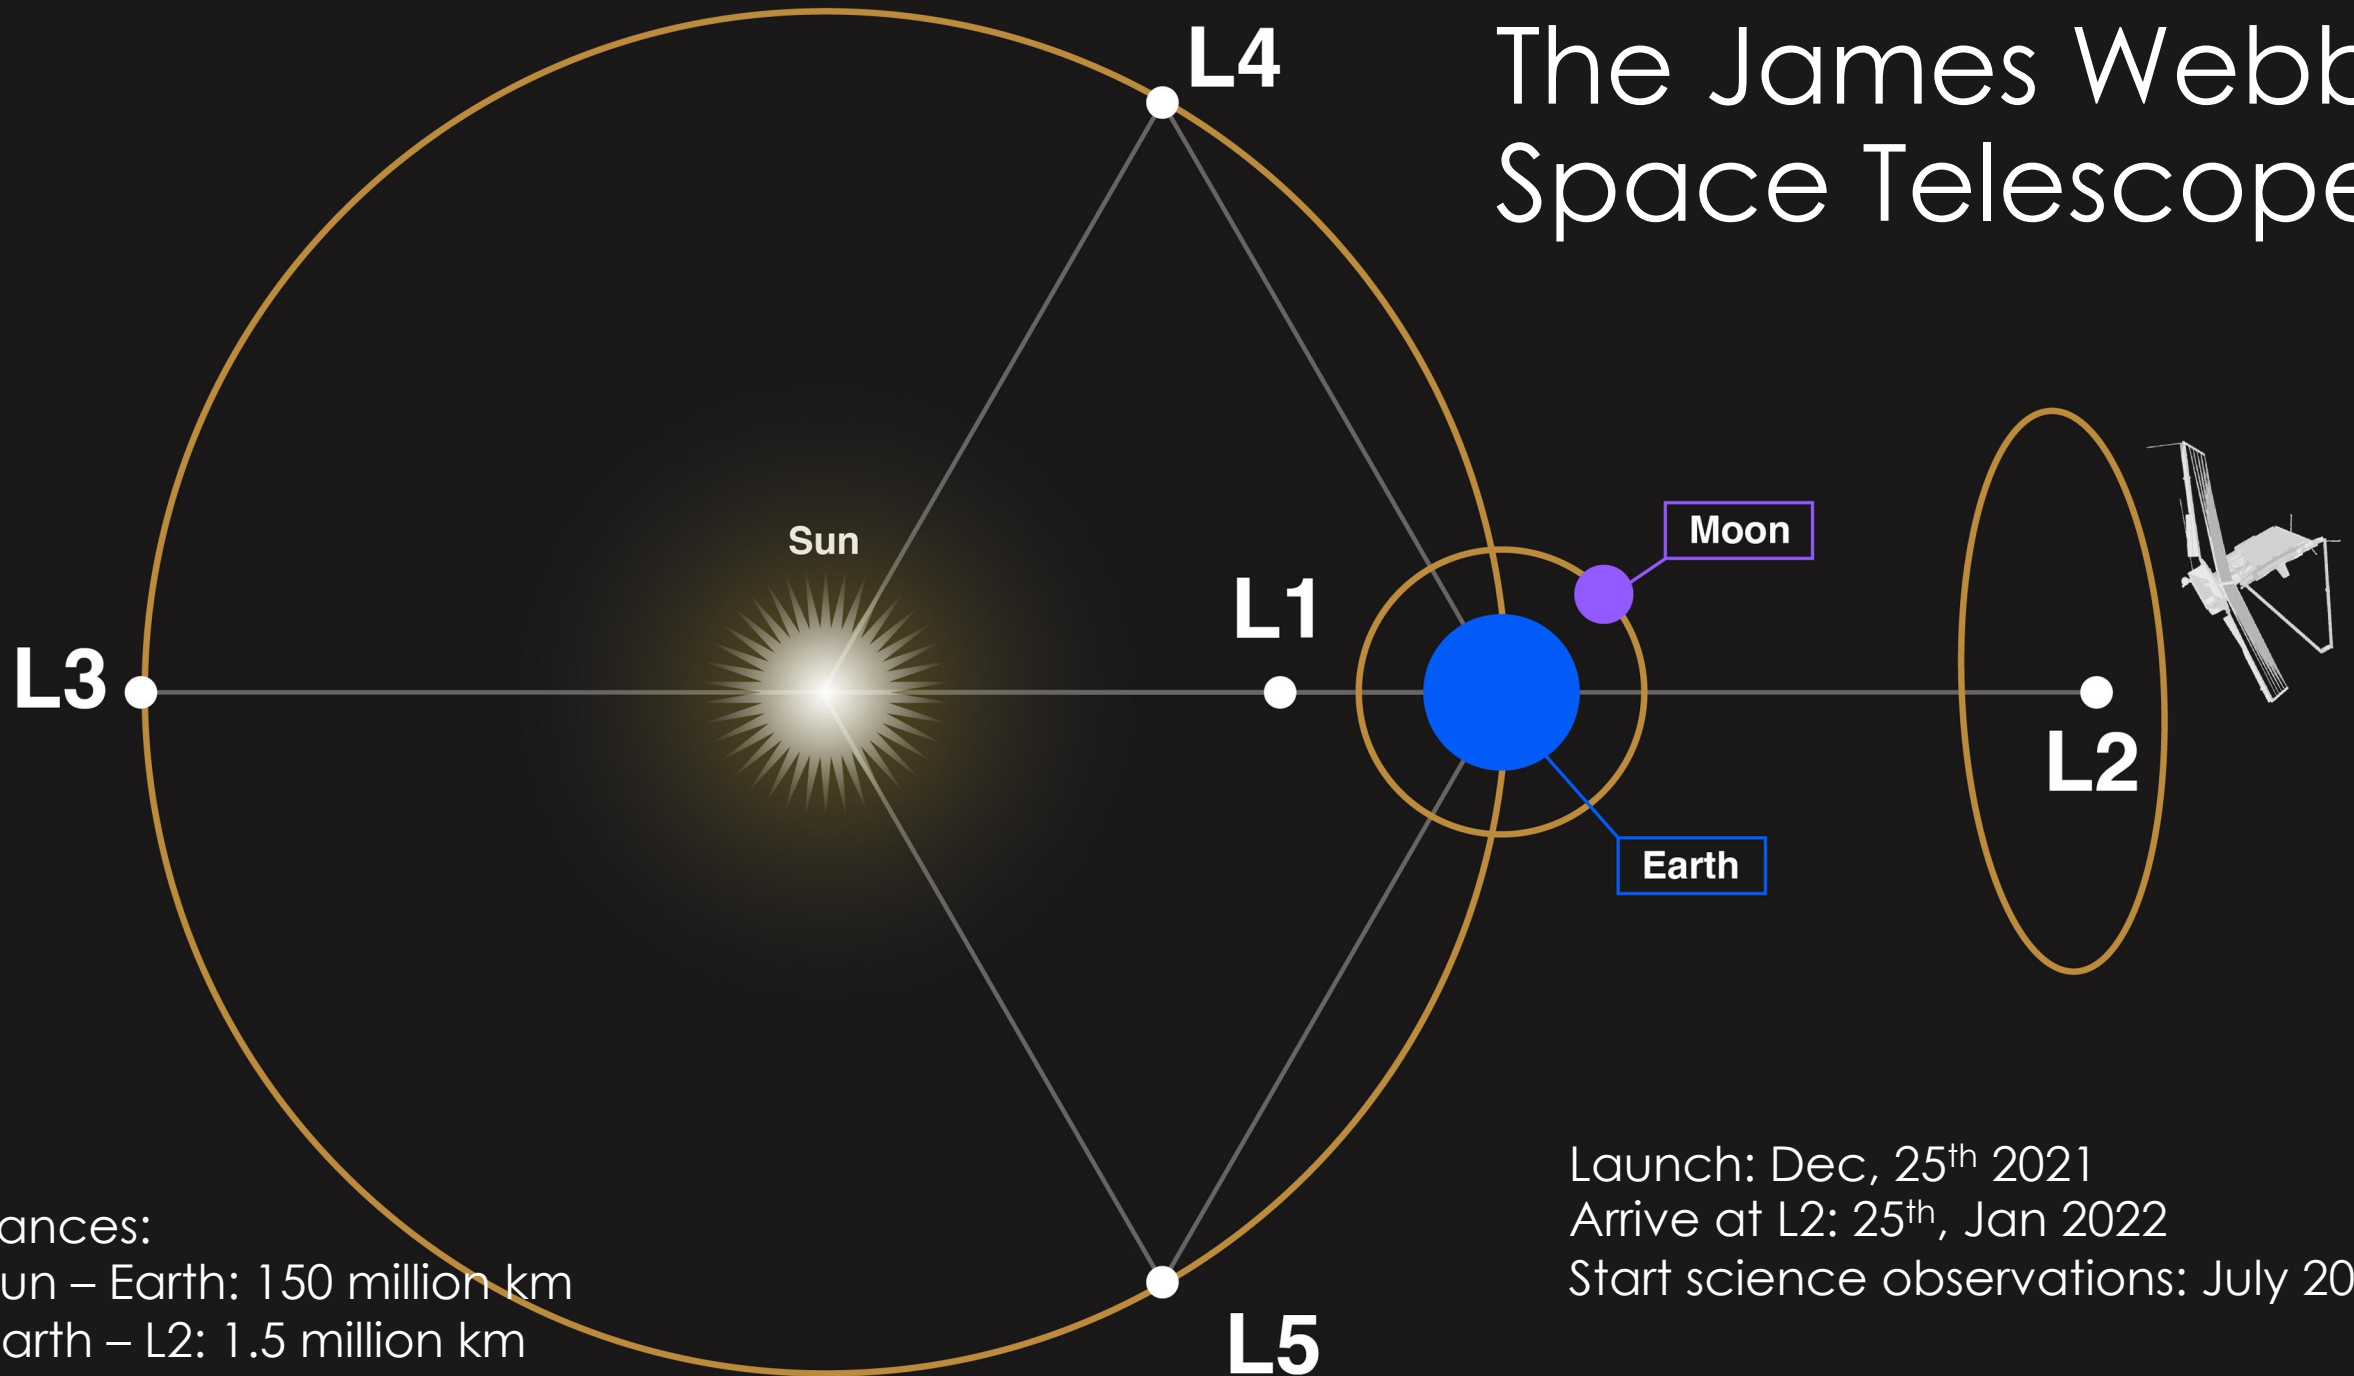 The James Webb
Space Telescope
L4
Moon
Sun
L1
L3
L2
Earth
Launch: Dec, 25th 2021
Arrive at L2: 25th, Jan 2022
Start science observations: July 20
ances:
un – Earth: 150 million km
arth – L2: 1.5 million km
L5